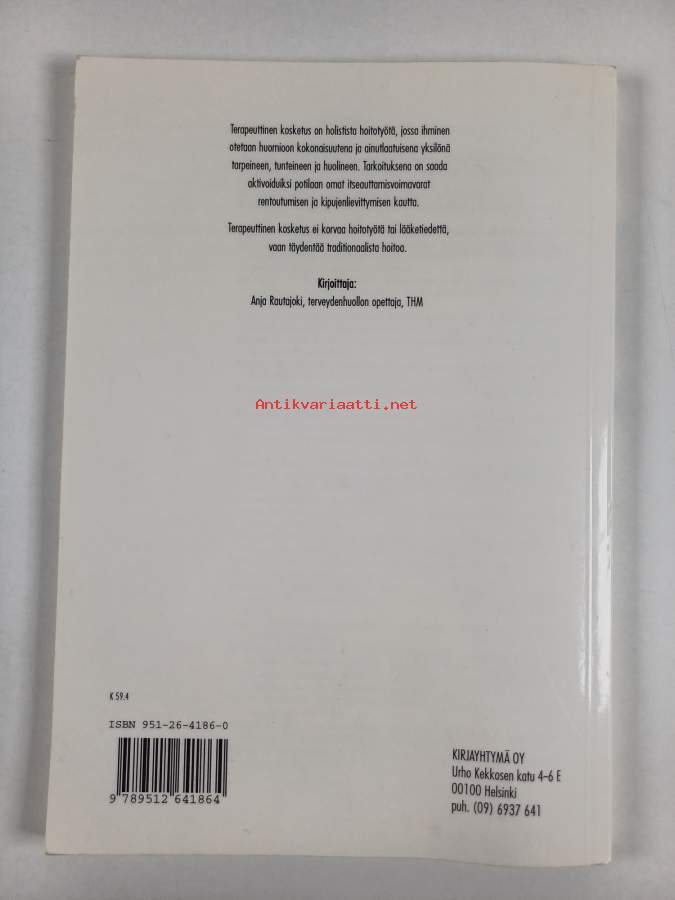 Terapeuttinen kosketus on holistista hoitotyötä, jossa ihminen
otetaan huomioon kokonaisuutena ja ainutlaatuisena yksilönä
tarpeineen, tunteineen ja huolineen. Tarkoituksena on saada
aktivoiduiksi potilaan omat itseauttamisvoimavarat
rentoutumisen ja kipujenlievittymisen kautta.
Terapeuttinen kosketus ei korvaa hoitotyötä tai lääketiedettä,
vaan täydentää traditionaalista hoitoa.
Kirjoittaja:
Anja Rautajoki, terveydenhuollon opettaja, THM
Antikvariaatti.net
K 59.4
ISBN 951-26-4186-0
9 789512 641864
KIRJAYHTYMÄ OY
Urho Kekkosen katu 4-6 E
00100 Helsinki
puh. (09) 6937 641